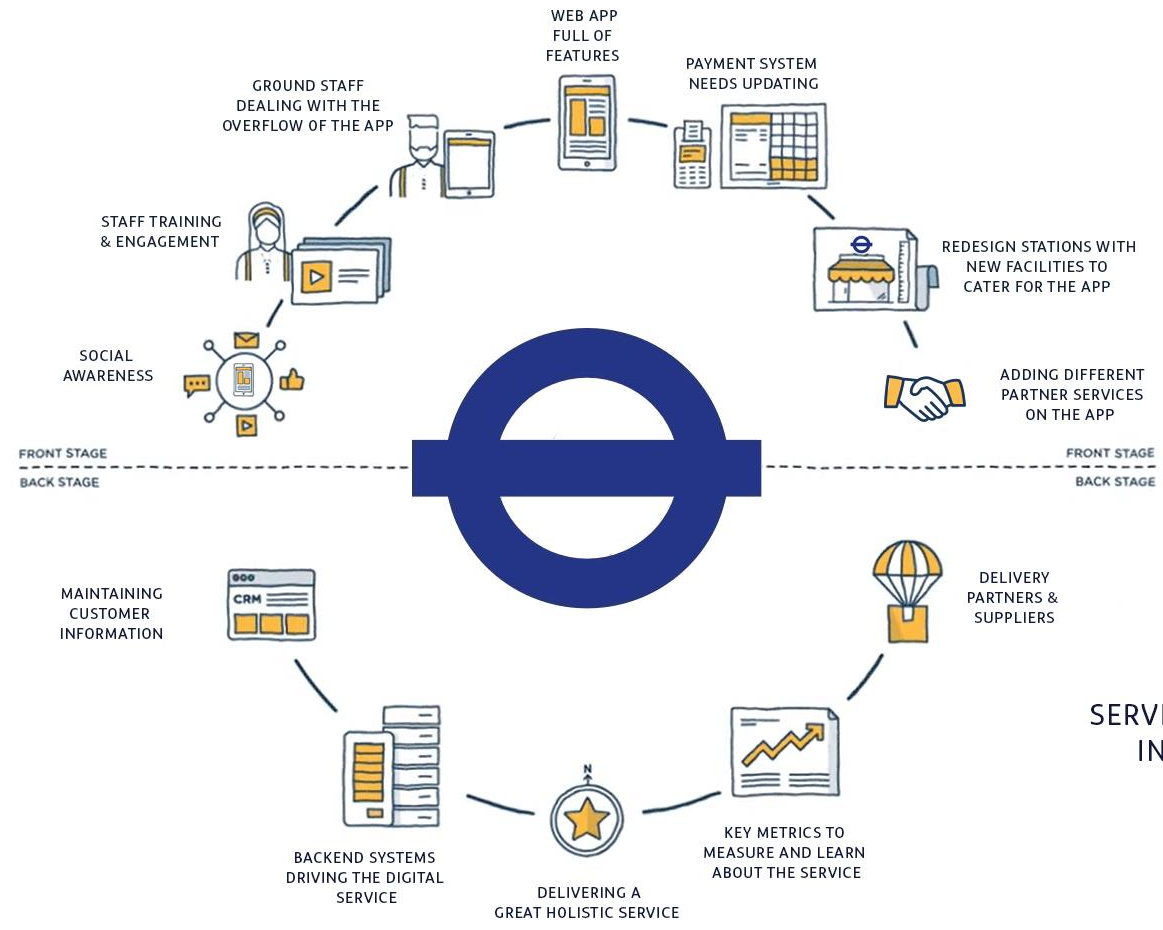 WEB APP
FULL OF
FEATURES
PAYMENT SYSTEM
NEEDS UPDATING
GROUND STAFF
DEALING WITH THE
OVERFLOW OF THE APP
STAFF TRAINING
& ENGAGEMENT
REDESIGN STATIONS WITH
NEW FACILITIES TO
CATER FOR THE APP
SOCIAL
AWARENESS
ADDING DIFFERENT
PARTNER SERVICES
ON THE APP
FRONT STAGE
FRONT STAGE
BACK STAGE
BACK STAGE
MAINTAINING
CUSTOMER
INFORMATION
CRM
DELIVERY
PARTNERS &
SUPPLIERS
SERVI
IN
N
BACKEND SYSTEMS
DRIVING THE DIGITAL
SERVICE
DELIVERING A
GREAT HOLISTIC SERVICE
KEY METRICS TO
MEASURE AND LEARN
ABOUT THE SERVICE